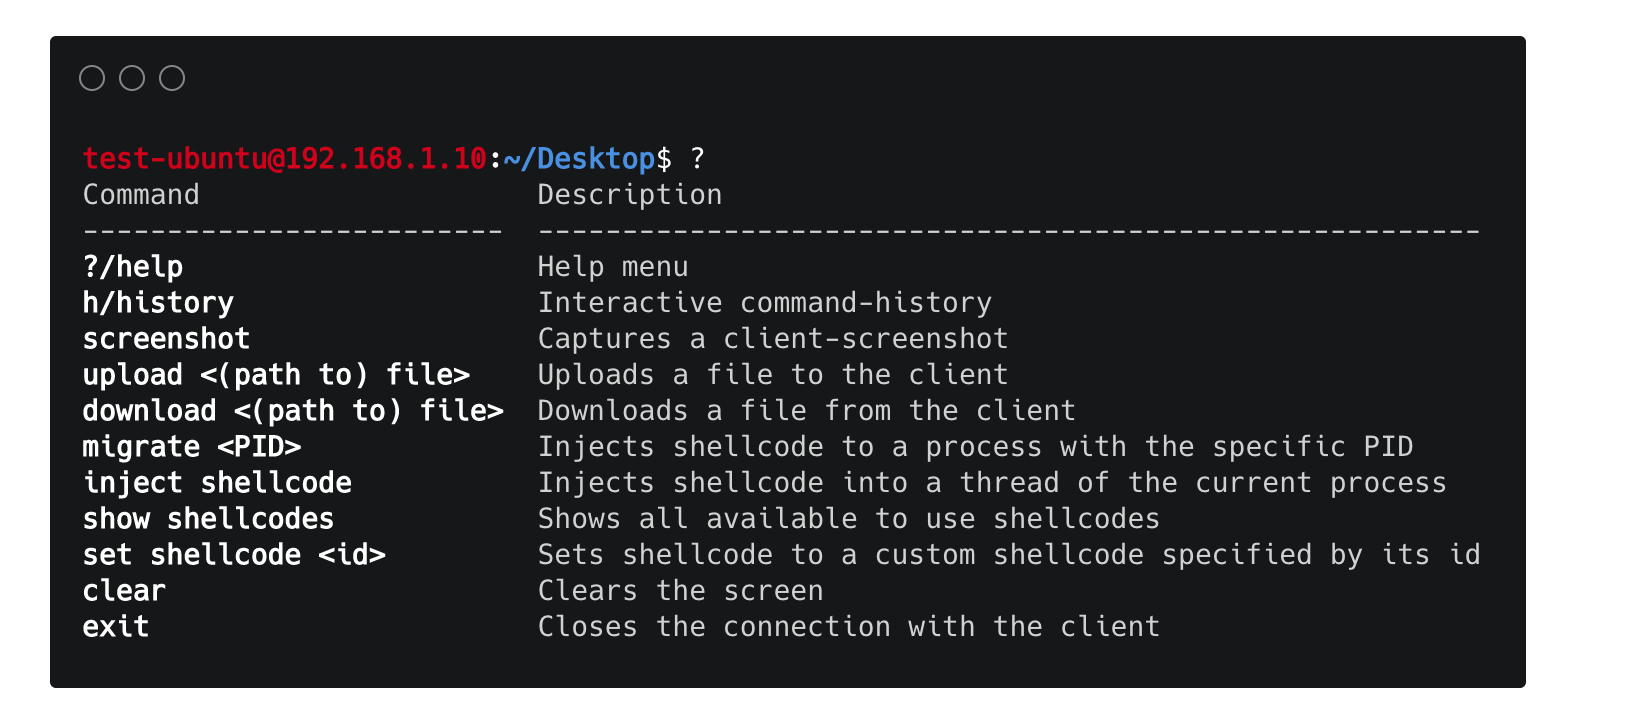 test-ubuntu@192.168.1.10:~/Desktop$ ?
Command                    Description
-------------------------  --------------------------------------------------------
?/help                     Help menu
h/history                  Interactive command-history
screenshot                 Captures a client-screenshot
upload <(path to) file>    Uploads a file to the client
download <(path to) file>  Downloads a file from the client
migrate <PID>              Injects shellcode to a process with the specific PID
inject shellcode           Injects shellcode into a thread of the current process
show shellcodes            Shows all available to use shellcodes
set shellcode <id>         Sets shellcode to a custom shellcode specified by its id
clear                      Clears the screen
exit                       Closes the connection with the client